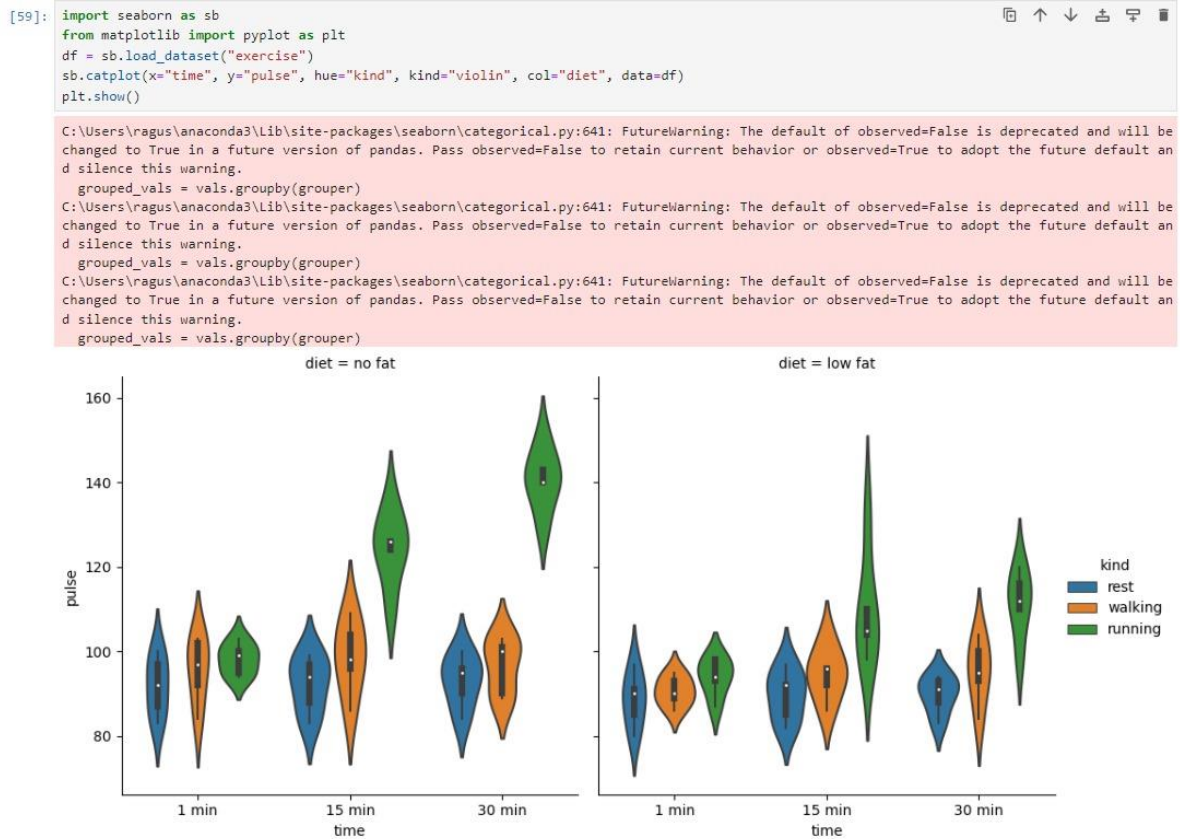 [59]: import seaborn as sb
from matplotlib import pyplot as plt
df = sb.load_dataset("exercise")
sb.catplot(x="time", y="pulse", hue="kind", kind="violin", col="diet", data=df)
plt.show()
C:\Users\ragus\anaconda3\Lib\site-packages\seaborn\categorical.py:641: FutureWarning: The default of observed=False is deprecated and will be
changed to True in a future version of pandas. Pass observed=False to retain current behavior or observed=True to adopt the future default an
d silence this warning.
  grouped_vals = vals.groupby(grouper)
C:\Users\ragus\anaconda3\Lib\site-packages\seaborn\categorical.py:641: FutureWarning: The default of observed=False is deprecated and will be
changed to True in a future version of pandas. Pass observed=False to retain current behavior or observed=True to adopt the future default an
d silence this warning.
  grouped_vals = vals.groupby(grouper)
C:\Users\ragus\anaconda3\Lib\site-packages\seaborn\categorical.py:641: FutureWarning: The default of observed=False is deprecated and will be
changed to True in a future version of pandas. Pass observed=False to retain current behavior or observed=True to adopt the future default an
d silence this warning.
  grouped_vals = vals.groupby(grouper)
diet = no fat
diet = low fat
160
140
120
100
80
pulse
1 min
15 min
30 min
time
1 min
15 min
30 min
time
kind
rest
walking
running